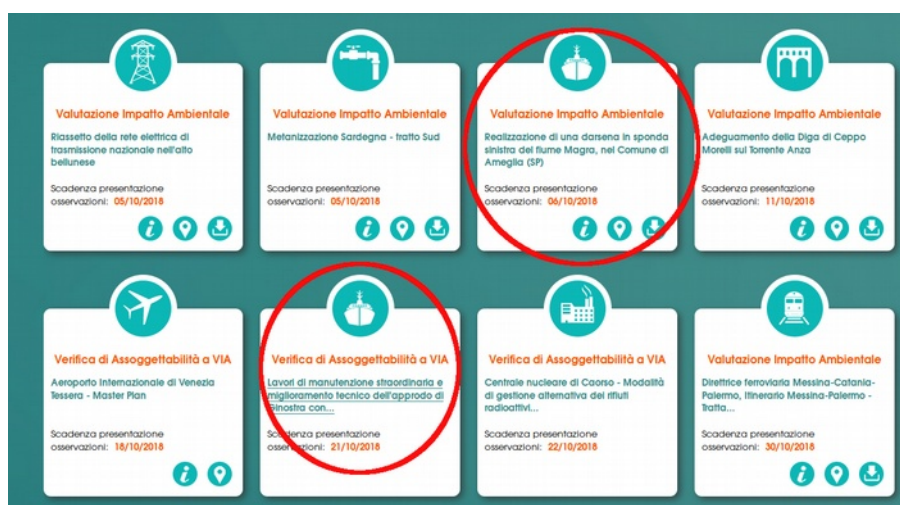 Valutazione Impatto Ambientale
Riassetto della rete elettrica di
trasmissione nazionale nell'alto
bellunese
Scadenza presentazione
osservazioni: 05/10/2018
Valutazione Impatto Ambientale
Metanizzazione Sardegna - tratto Sud
Scadenza presentazione
osservazioni: 05/10/2018
Valutazione Impatto Ambientale
Realizzazione di una darsena in sponda
sinistra del fiume Magra, nel Comune di
Ameglia (SP)
Scadenza presentazione
osservazioni: 06/10/2018
Valutazione Impatto Ambientale
Adeguamento della Diga di Ceppo
Morelli sul Torrente Anza
Scadenza presentazione
osservazioni: 11/10/2018
Verifica di Assoggettabilità a VIA
Aeroporto Internazionale di Venezia
Tessera - Master Plan
Scadenza presentazione
osservazioni: 18/10/2018
Verifica di Assoggettabilità a VIA
Lavori di manutenzione straordinaria e
miglioramento tecnico dell'approdo di
Ginostra con...
Scadenza presentazione
osservazioni: 21/10/2018
Verifica di Assoggettabilità a VIA
Centrale nucleare di Caorso - Modalità
di gestione alternativa dei rifiuti
radioattivi...
Scadenza presentazione
osservazioni: 22/10/2018
Valutazione Impatto Ambientale
Direttrice ferroviaria Messina-Catania-
Palermo, Itinerario Messina-Palermo -
Tratta...
Scadenza presentazione
osservazioni: 30/10/2018